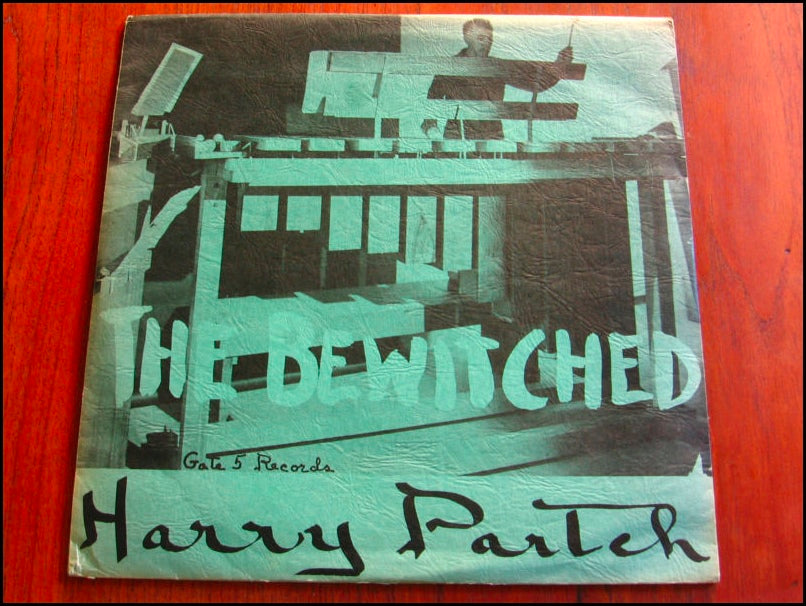 THE BEWITCHED
Gate 5 Records
Harry Partch